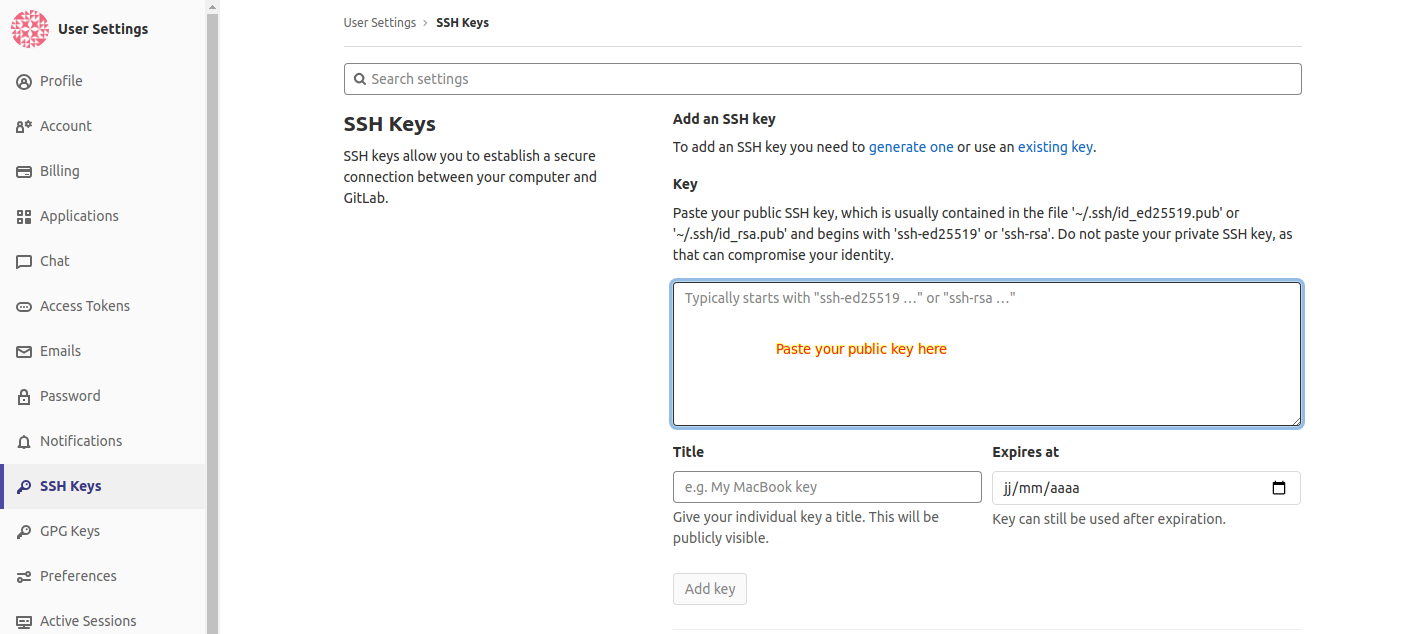 User Settings
Profile
Account
Billing
Applications
Chat
Access Tokens
Emails
Password
Notifications
SSH Keys
GPG Keys
Preferences
Active Sessions
User Settings › SSH Keys
Search settings
SSH Keys
SSH keys allow you to establish a secure
connection between your computer and
GitLab.
Add an SSH key
To add an SSH key you need to generate one or use an existing key.
Key
Paste your public SSH key, which is usually contained in the file '~/.ssh/id_ed25519.pub' or
'~/.ssh/id_rsa.pub' and begins with 'ssh-ed25519' or 'ssh-rsa'. Do not paste your private SSH key, as
that can compromise your identity.
Typically starts with "ssh-ed25519 …" or "ssh-rsa …"
Paste your public key here
Title
e.g. My MacBook key
Give your individual key a title. This will be
publicly visible.
Expires at
jj/mm/aaaa
Key can still be used after expiration.
Add key